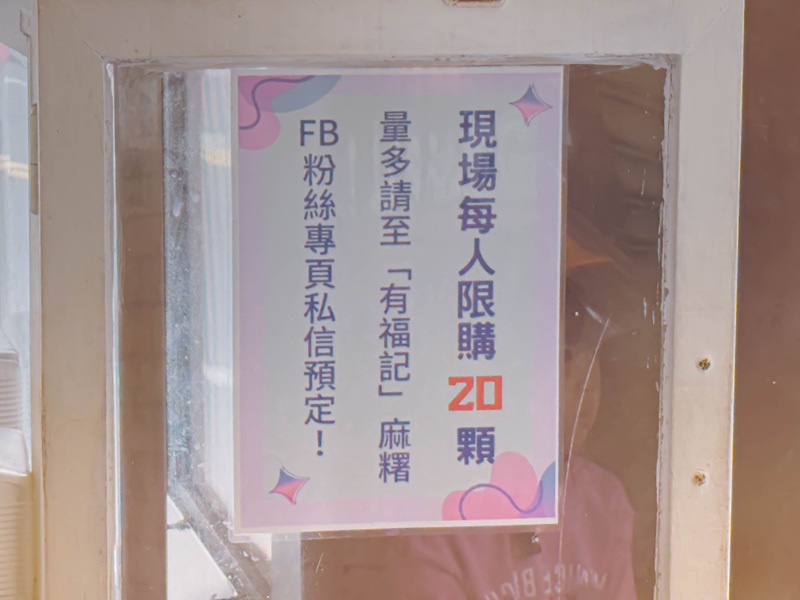 現場每人限購20顆
量多請至「有福記」麻糬
FB粉絲專頁私信預定！